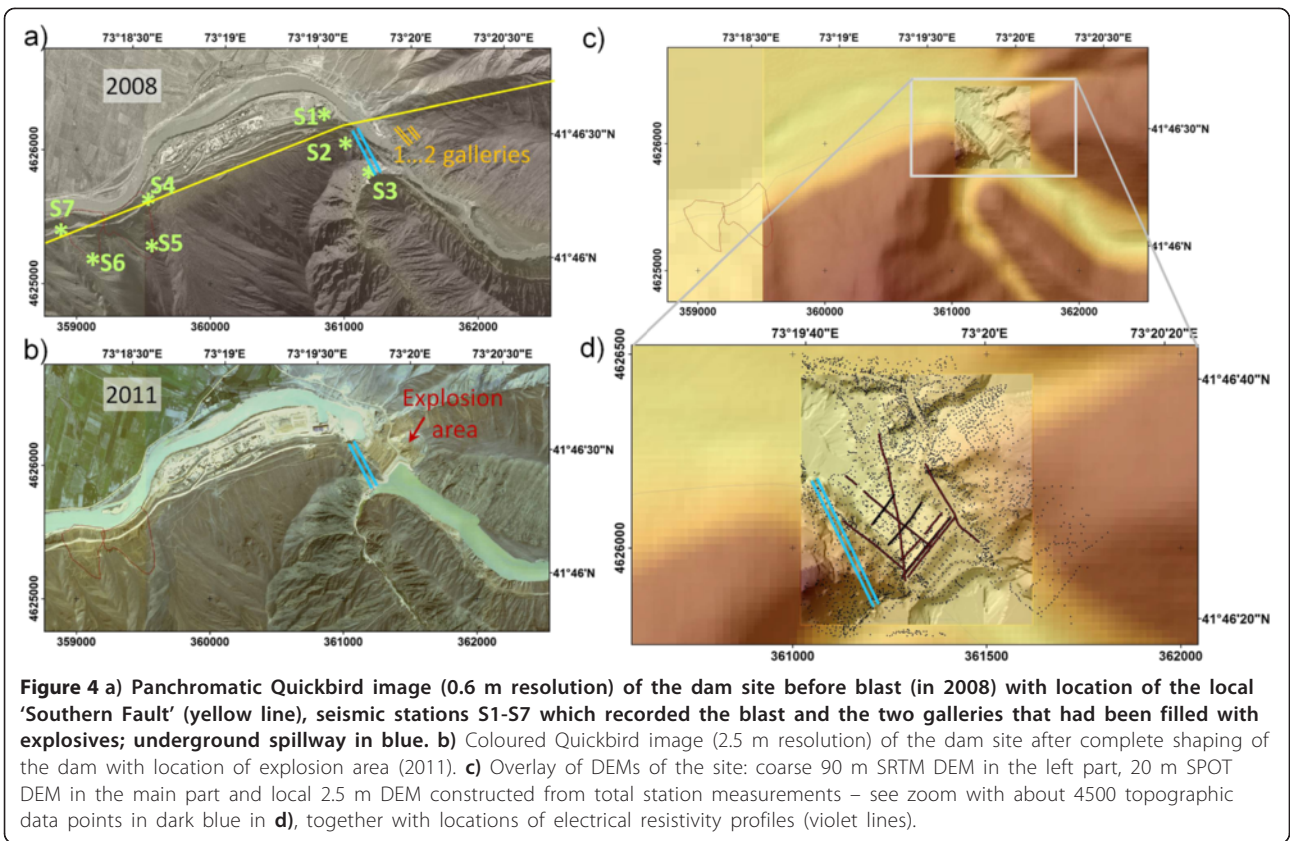 a)
73°18'30"E 73°19'E 73°19'30"E 73°20'E 73°20'30"E
2008
S1*
S2 *
1...2 galleries
* S3
S4
*
S7
*
*S6
*S5
4626000
4625000
41°46'30"N
41°46'N
359000 360000 361000 362000
b)
73°18'30"E 73°19'E 73°19'30"E 73°20'E 73°20'30"E
2011
Explosion
area
4626000
4625000
41°46'30"N
41°46'N
359000 360000 361000 362000
c)
73°18'30"E 73°19'E 73°19'30"E 73°20'E 73°20'30"E
4626000
4625000
41°46'30"N
41°46'N
359000 360000 361000 362000
d)
73°19'40"E 73°20'E 73°20'20"E
4626500
4626000
41°46'40"N
41°46'20"N
361000 361500 362000
Figure 4 a) Panchromatic Quickbird image (0.6 m resolution) of the dam site before blast (in 2008) with location of the local
'Southern Fault' (yellow line), seismic stations S1-S7 which recorded the blast and the two galleries that had been filled with
explosives; underground spillway in blue. b) Coloured Quickbird image (2.5 m resolution) of the dam site after complete shaping of
the dam with location of explosion area (2011). c) Overlay of DEMs of the site: coarse 90 m SRTM DEM in the left part, 20 m SPOT
DEM in the main part and local 2.5 m DEM constructed from total station measurements – see zoom with about 4500 topographic
data points in dark blue in d), together with locations of electrical resistivity profiles (violet lines).